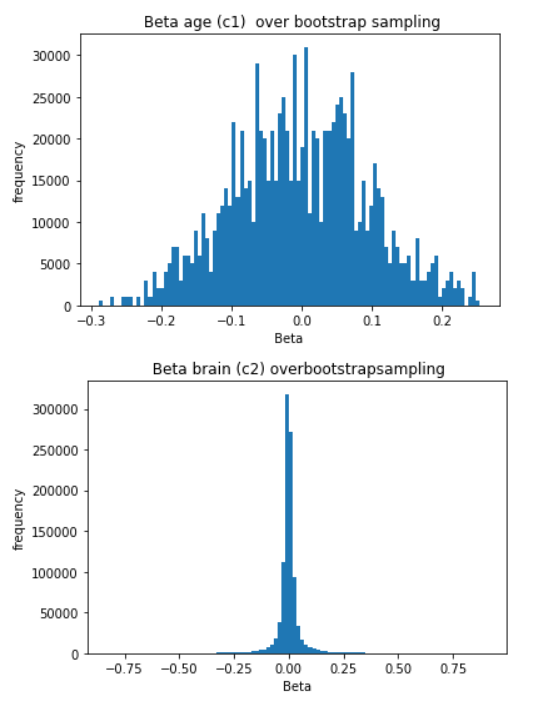 Beta age (c1)  over bootstrap sampling
30000
25000
20000
15000
10000
5000
0
frequency
−0.3 −0.2 −0.1 0.0 0.1 0.2
Beta
Beta brain (c2) overbootstrapsampling
300000
250000
200000
150000
100000
50000
0
frequency
−0.75 −0.50 −0.25 0.00 0.25 0.50 0.75
Beta